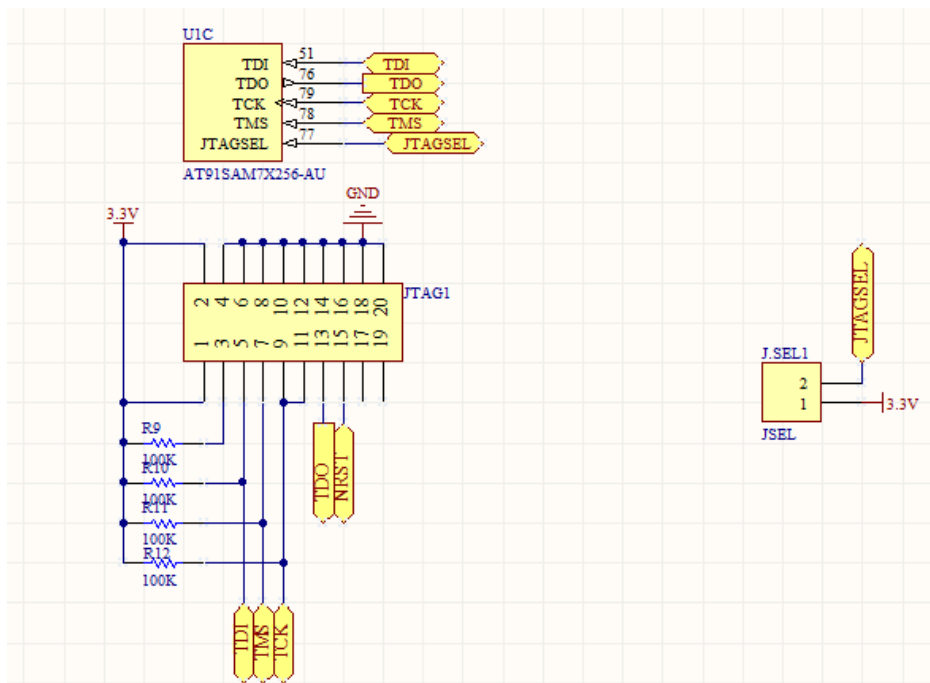 U1C
TDI 51 TDI
TDO 76 TDO
TCK 79 TCK
TMS 78 TMS
JTAGSEL 77 JTAGSEL
AT91SAM7X256-AU
GND
3.3V
JTAG1
2 4 6 8 10 12 14 16 18 20
1 3 5 7 9 11 13 15 17 19
JTAGSEL
J.SEL1
2
1 3.3V
JSEL
R9
100K
R10
100K
R11
100K
R12
100K
TDO NRST
TDI TMS TCK